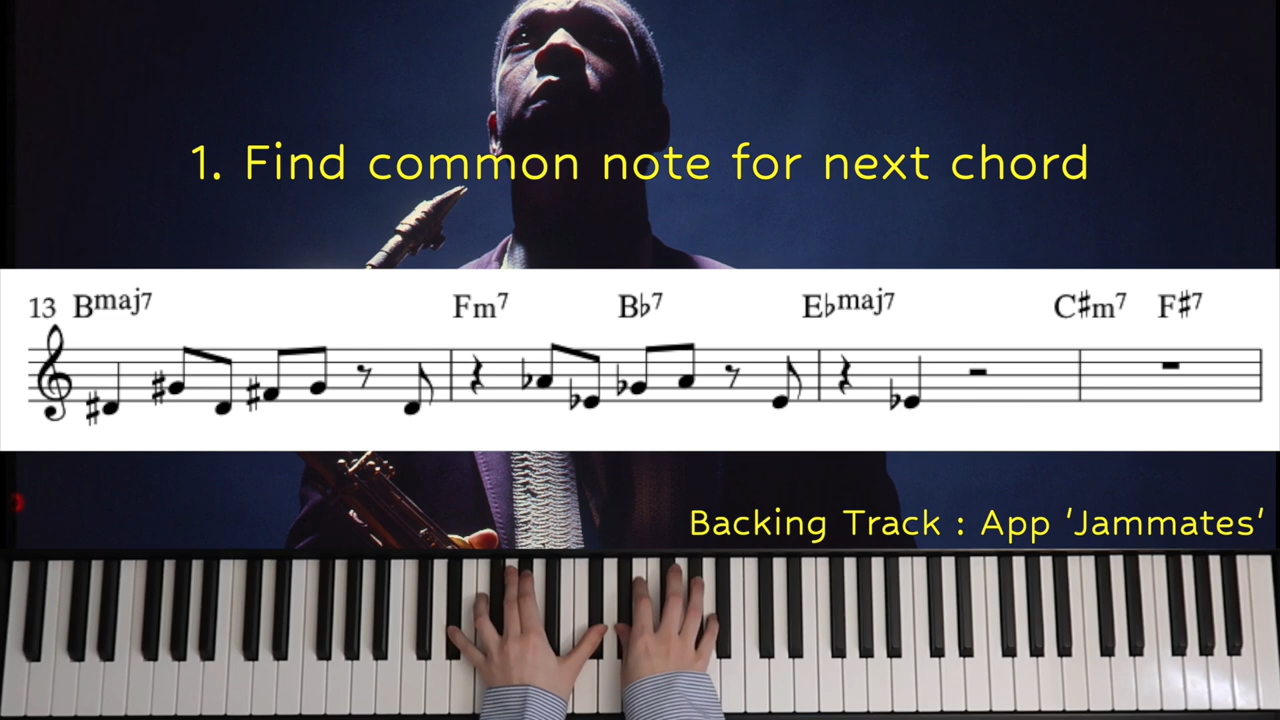 1. Find common note for next chord
13 Bmaj7 Fm7 B♭7 E♭maj7 C♯m7 F♯7
Backing Track : App 'Jammates'